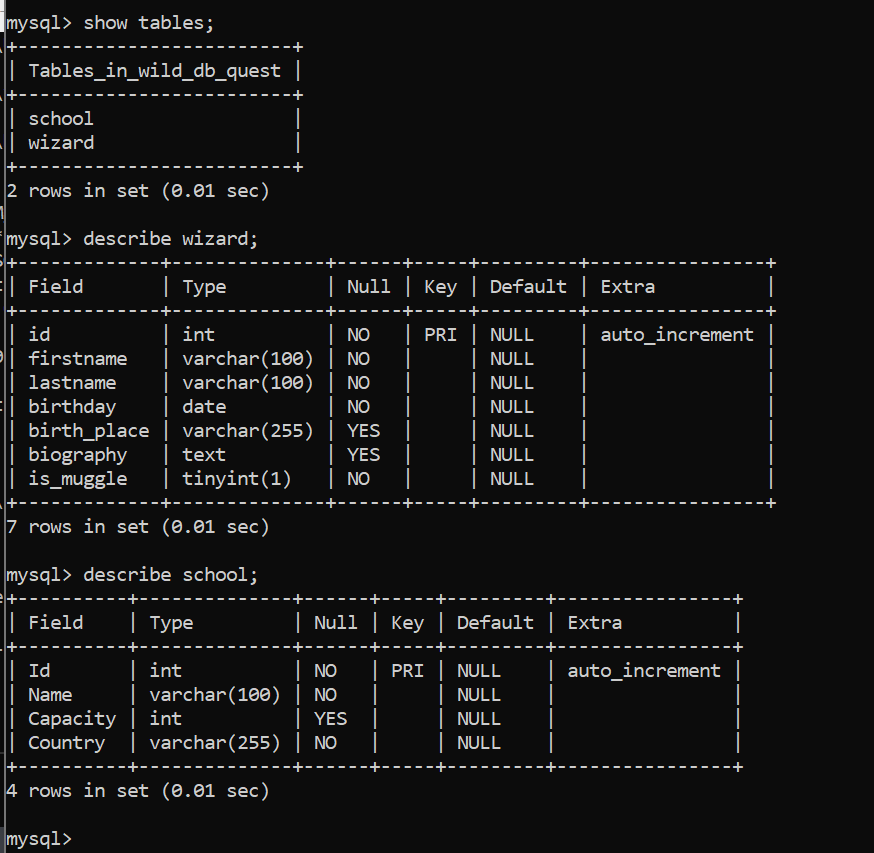 mysql> show tables;
+-------------------------+
| Tables_in_wild_db_quest |
+-------------------------+
| school                  |
| wizard                  |
+-------------------------+
2 rows in set (0.01 sec)
mysql> describe wizard;
+-------------+--------------+------+-----+---------+----------------+
| Field       | Type         | Null | Key | Default | Extra          |
+-------------+--------------+------+-----+---------+----------------+
| id          | int          | NO   | PRI | NULL    | auto_increment |
| firstname   | varchar(100) | NO   |     | NULL    |                |
| lastname    | varchar(100) | NO   |     | NULL    |                |
| birthday    | date         | NO   |     | NULL    |                |
| birth_place | varchar(255) | YES  |     | NULL    |                |
| biography   | text         | YES  |     | NULL    |                |
| is_muggle   | tinyint(1)   | NO   |     | NULL    |                |
+-------------+--------------+------+-----+---------+----------------+
7 rows in set (0.01 sec)
mysql> describe school;
+----------+--------------+------+-----+---------+----------------+
| Field    | Type         | Null | Key | Default | Extra          |
+----------+--------------+------+-----+---------+----------------+
| Id       | int          | NO   | PRI | NULL    | auto_increment |
| Name     | varchar(100) | NO   |     | NULL    |                |
| Capacity | int          | YES  |     | NULL    |                |
| Country  | varchar(255) | NO   |     | NULL    |                |
+----------+--------------+------+-----+---------+----------------+
4 rows in set (0.01 sec)
mysql>